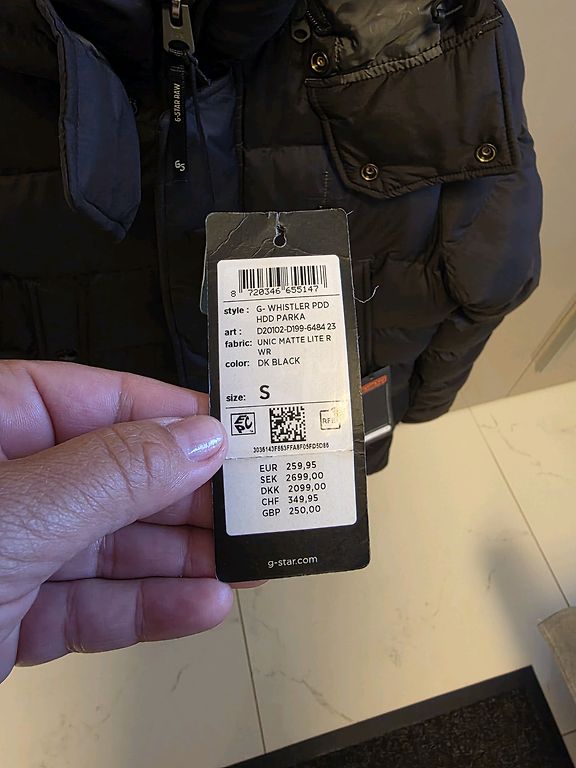 G-STAR RAW
GS
8 720346 655147
style : G- WHISTLER PDD
HDD PARKA
art : D20102-D199-6484 23
fabric: UNIC MATTE LITE R
WR
color: DK BLACK
size: S
RFID
EUR 259,95
SEK 2699,00
DKK 2099,00
CHF 349,95
GBP 250,00
g-star.com